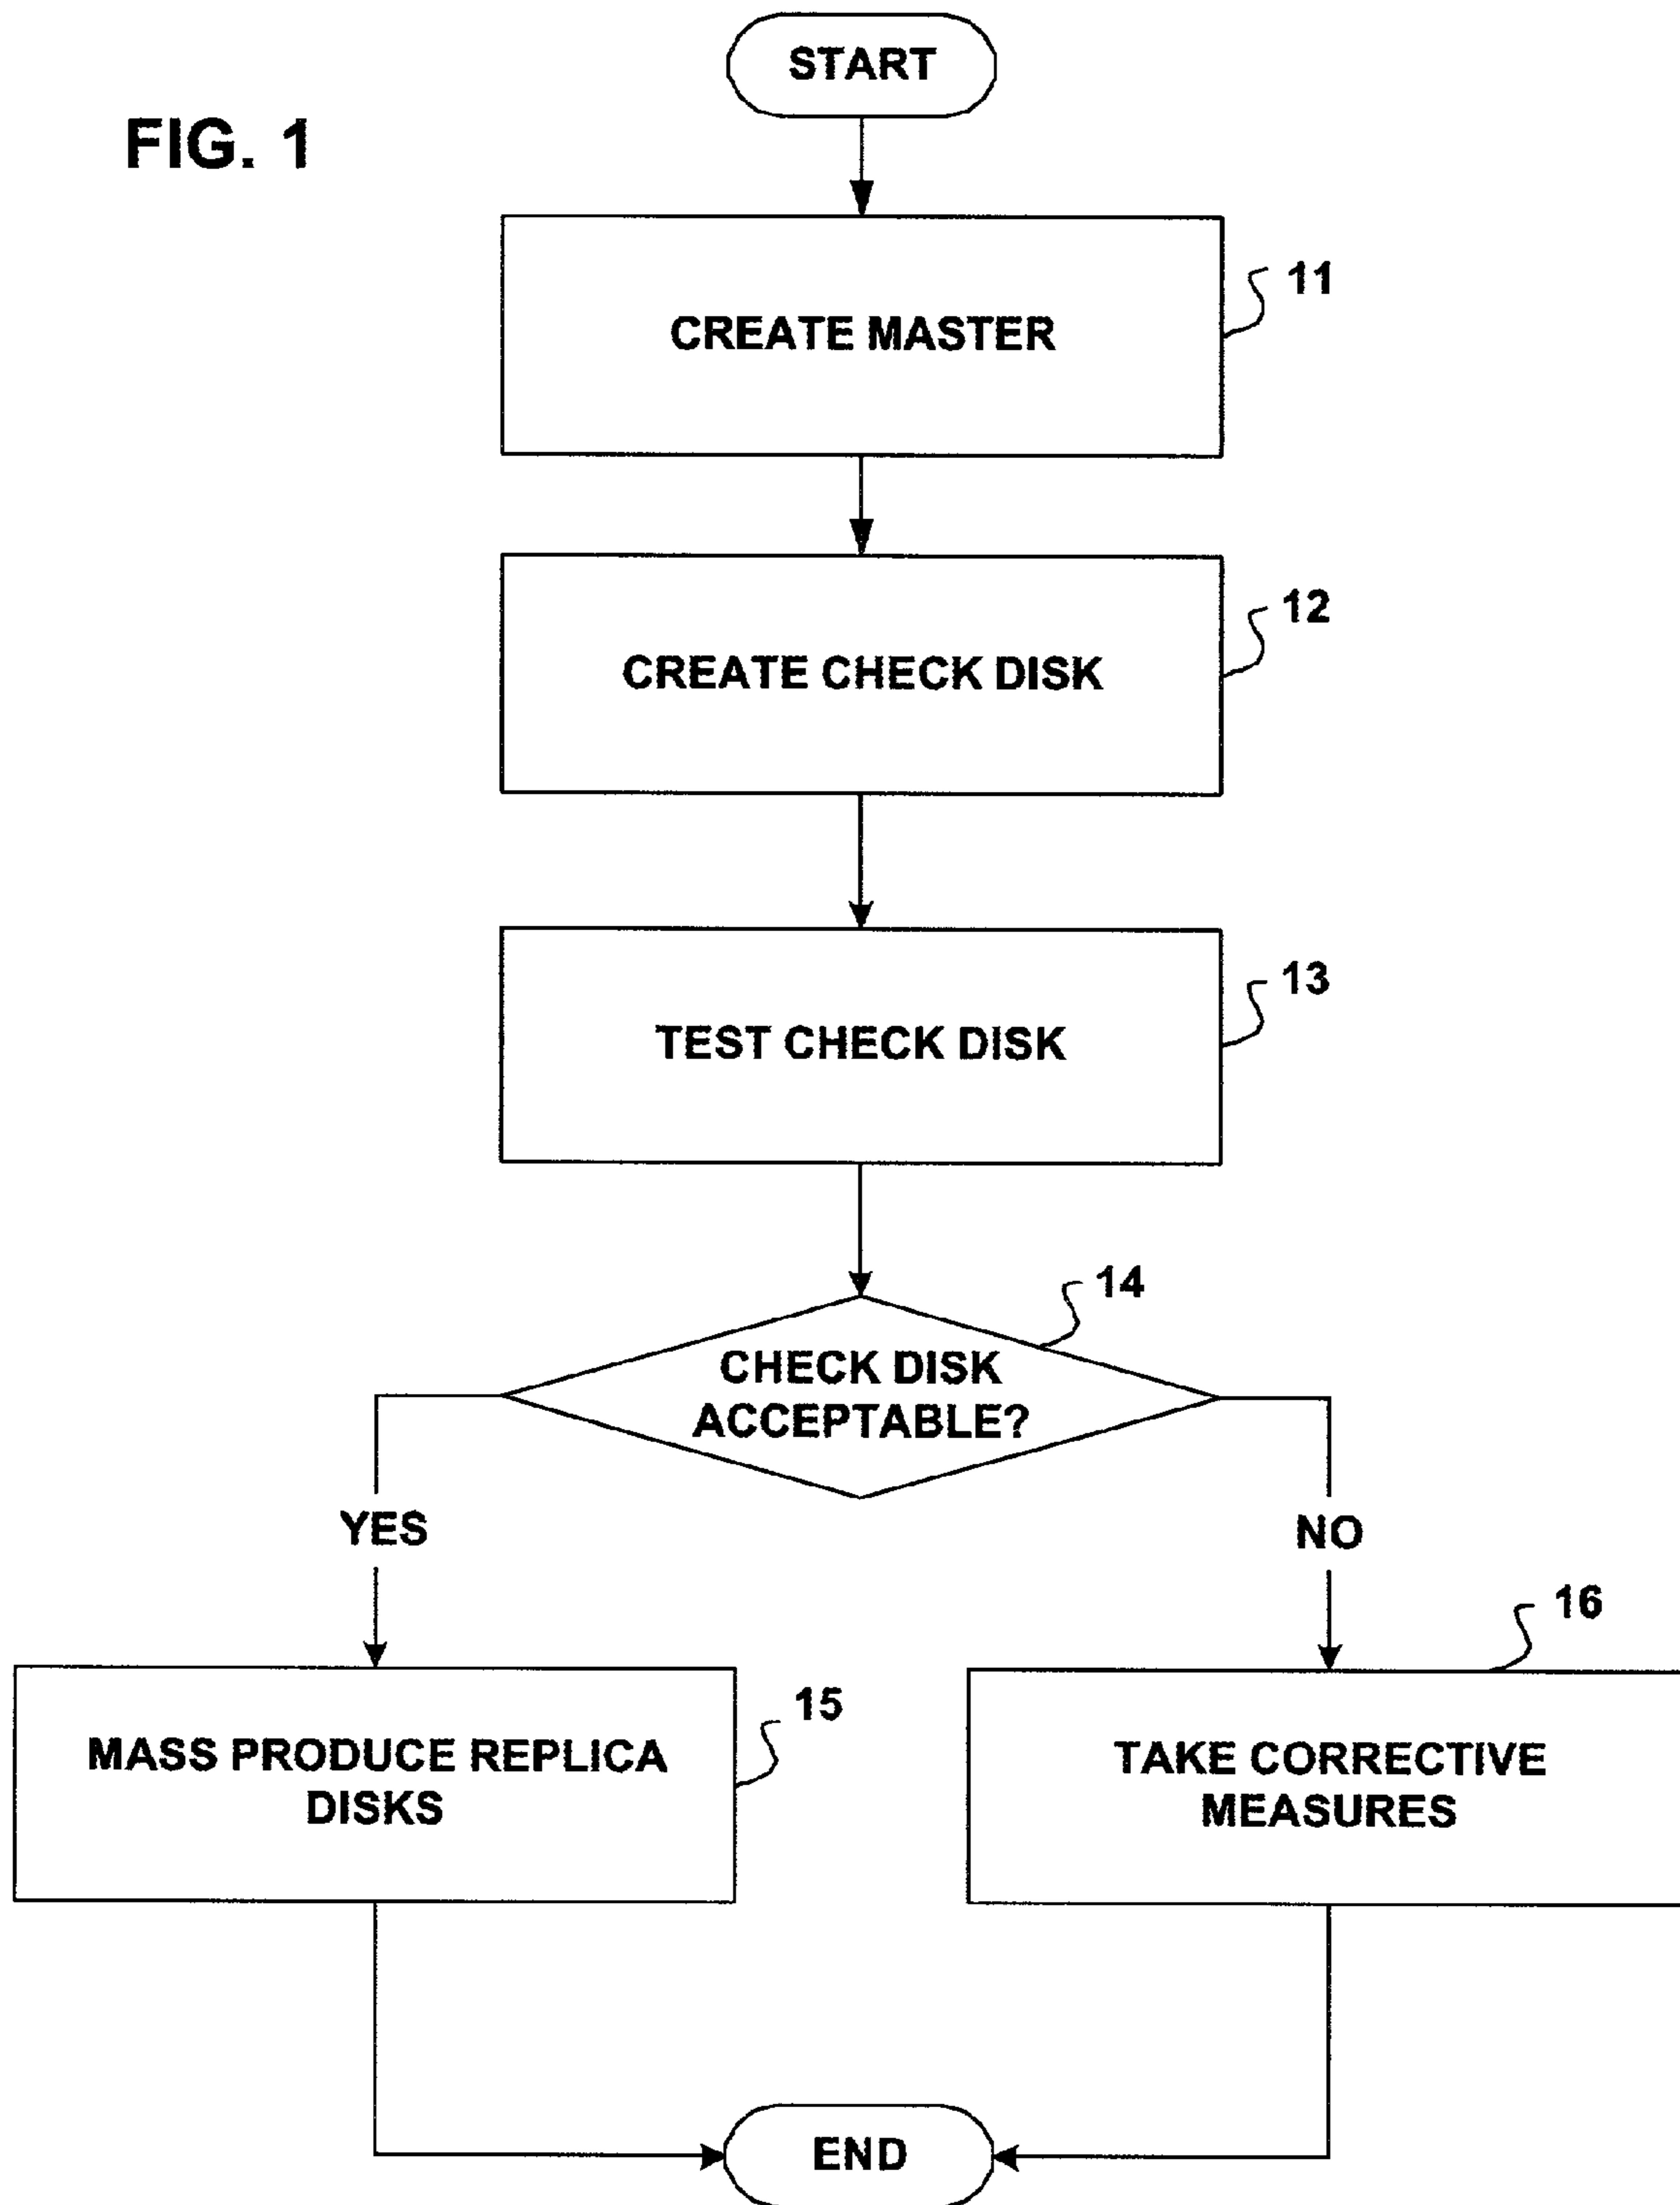 START
FIG. 1
11
CREATE MASTER
12
CREATE CHECK DISK
13
TEST CHECK DISK
14
CHECK DISK
ACCEPTABLE?
YES
NO
16
15
MASS PRODUCE REPLICA
DISKS
TAKE CORRECTIVE
MEASURES
END